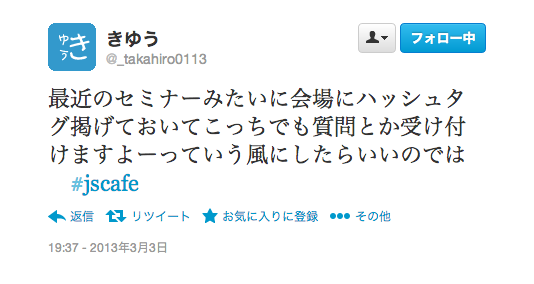 きゆう
きゆう
@_takahiro0113
フォロー中
最近のセミナーみたいに会場にハッシュタ
グ掲げておいてこっちでも質問とか受け付
けますよーっていう風にしたらいいのでは
#jscafe
返信 リツイート お気に入りに登録 その他
19:37 - 2013年3月3日